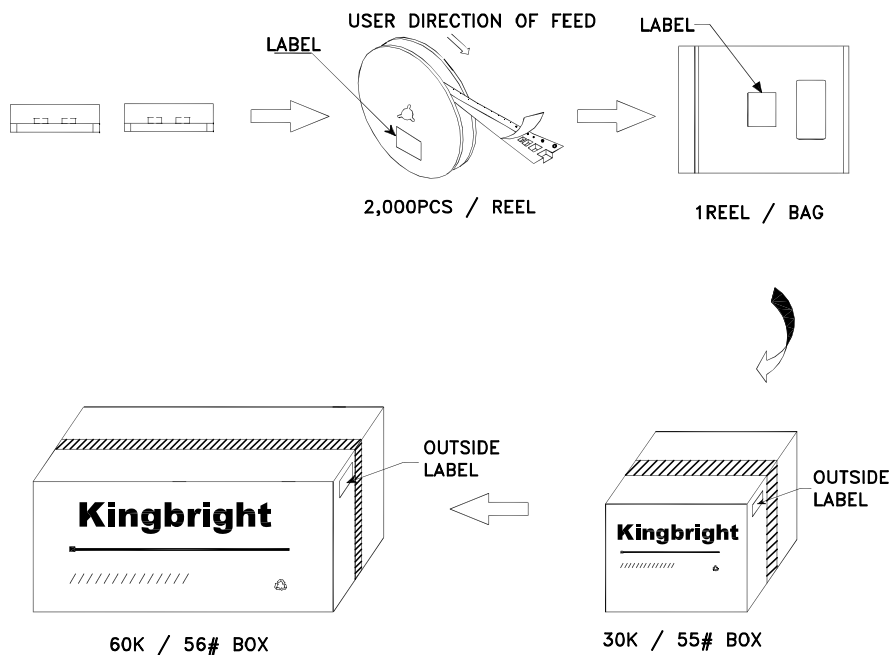 USER DIRECTION OF FEED
LABEL
LABEL
2,000PCS / REEL
1REEL / BAG
OUTSIDE
LABEL
Kingbright
60K / 56# BOX
OUTSIDE
LABEL
Kingbright
30K / 55# BOX